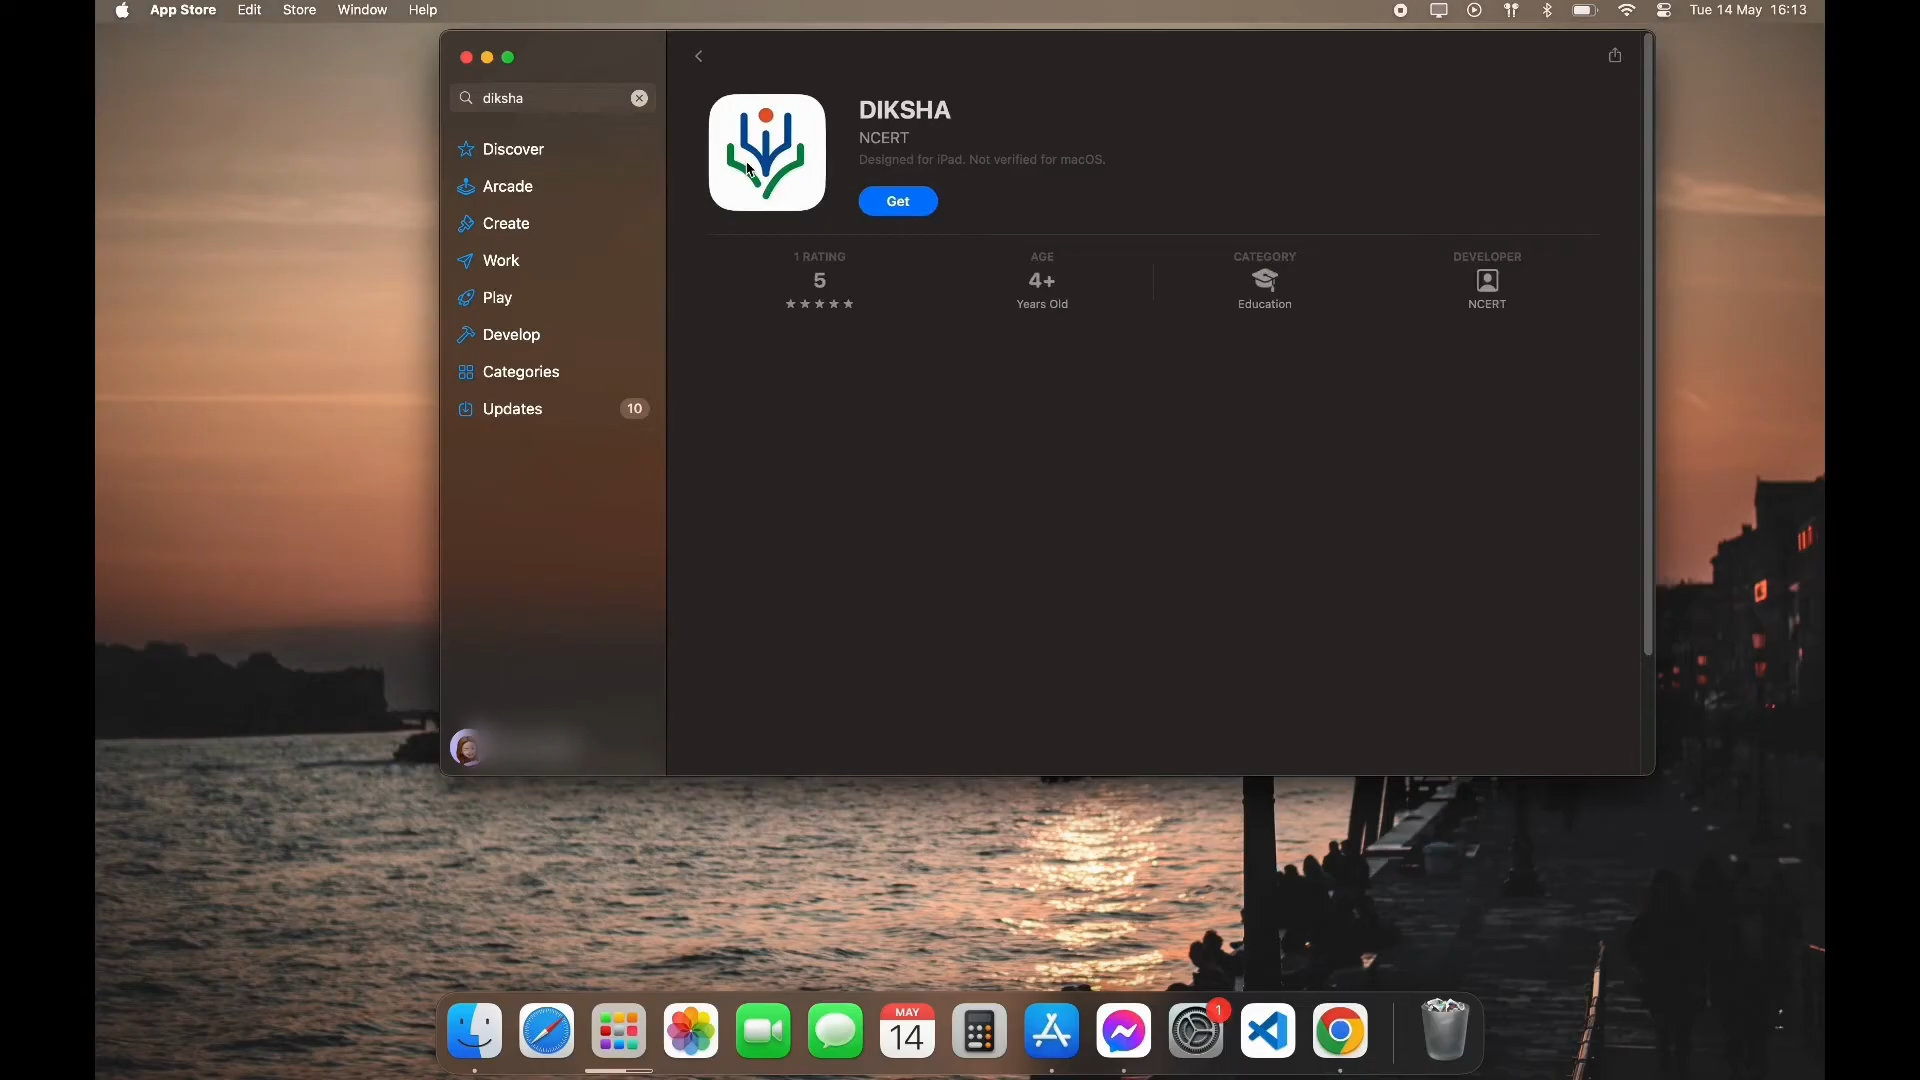 App Store Edit Store Window Help Tue 14 May 16:13
diksha
Discover
Arcade
Create
Work
Play
Develop
Categories
Updates 10
DIKSHA
NCERT
Designed for iPad. Not verified for macOS.
Get
1 RATING
5
★★★★★
AGE
4+
Years Old
CATEGORY
Education
DEVELOPER
NCERT
MAY
14
1